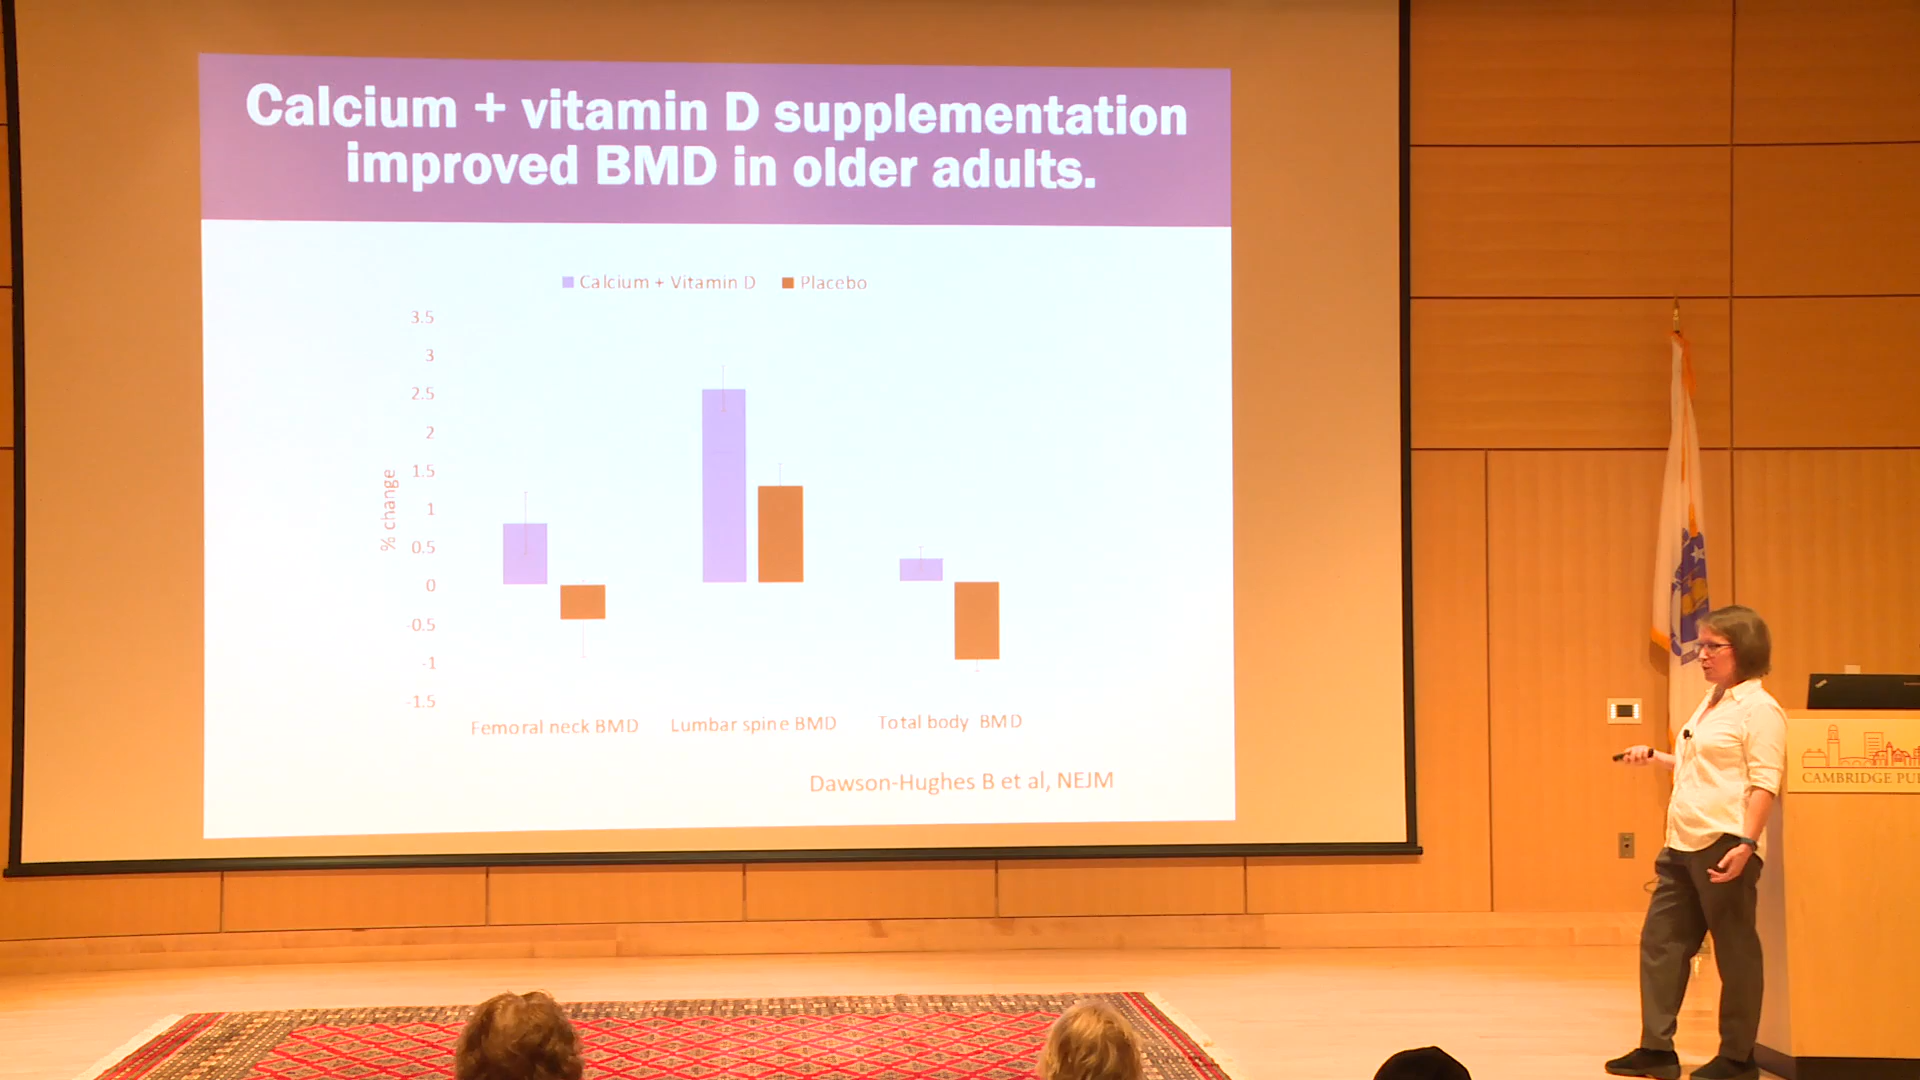 Calcium + vitamin D supplementation
improved BMD in older adults.
Calcium + Vitamin D
Placebo
3.5
3
2.5
2
1.5
1
0.5
0
-0.5
-1
-1.5
% change
Femoral neck BMD
Lumbar spine BMD
Total body BMD
Dawson-Hughes B et al, NEJM
CAMBRIDGE PU